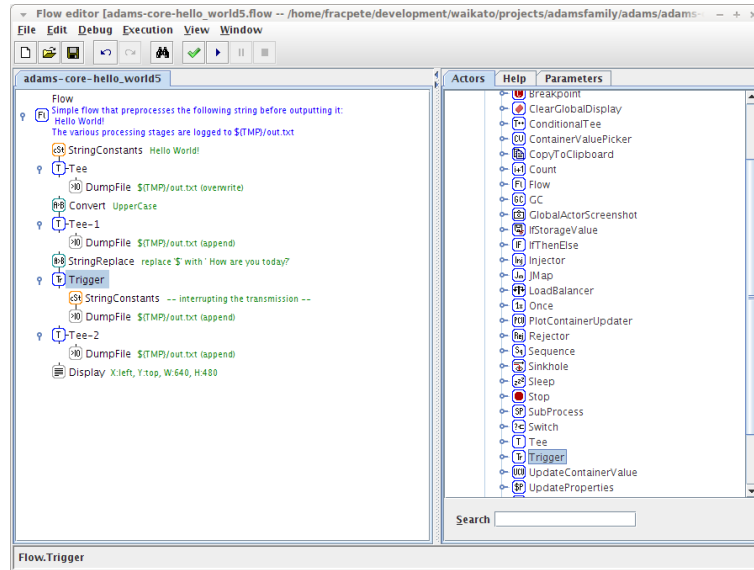 Flow editor [adams-core-hello_world5.flow -- /home/fracpete/development/waikato/projects/adamsfamily/adams/adams-
File Edit Debug Execution View Window
adams-core-hello_world5
Flow
Simple flow that preprocesses the following string before outputting it:
Hello World!
The various processing stages are logged to $(TMP)/out.txt
StringConstants Hello World!
Tee
DumpFile $(TMP)/out.txt (overwrite)
Convert UpperCase
Tee-1
DumpFile $(TMP)/out.txt (append)
StringReplace replace '$' with ' How are you today?'
Trigger
StringConstants -- interrupting the transmission --
DumpFile $(TMP)/out.txt (append)
Tee-2
DumpFile $(TMP)/out.txt (append)
Display X:left, Y:top, W:640, H:480
Actors Help Parameters
Breakpoint
ClearGlobalDisplay
ConditionalTee
ContainerValuePicker
CopyToClipboard
Count
Flow
GC
GlobalActorScreenshot
IfStorageValue
IfThenElse
Injector
JMap
LoadBalancer
Once
PlotContainerUpdater
Rejector
Sequence
Sinkhole
Sleep
Stop
SubProcess
Switch
Tee
Trigger
UpdateContainerValue
UpdateProperties
Search
Flow.Trigger